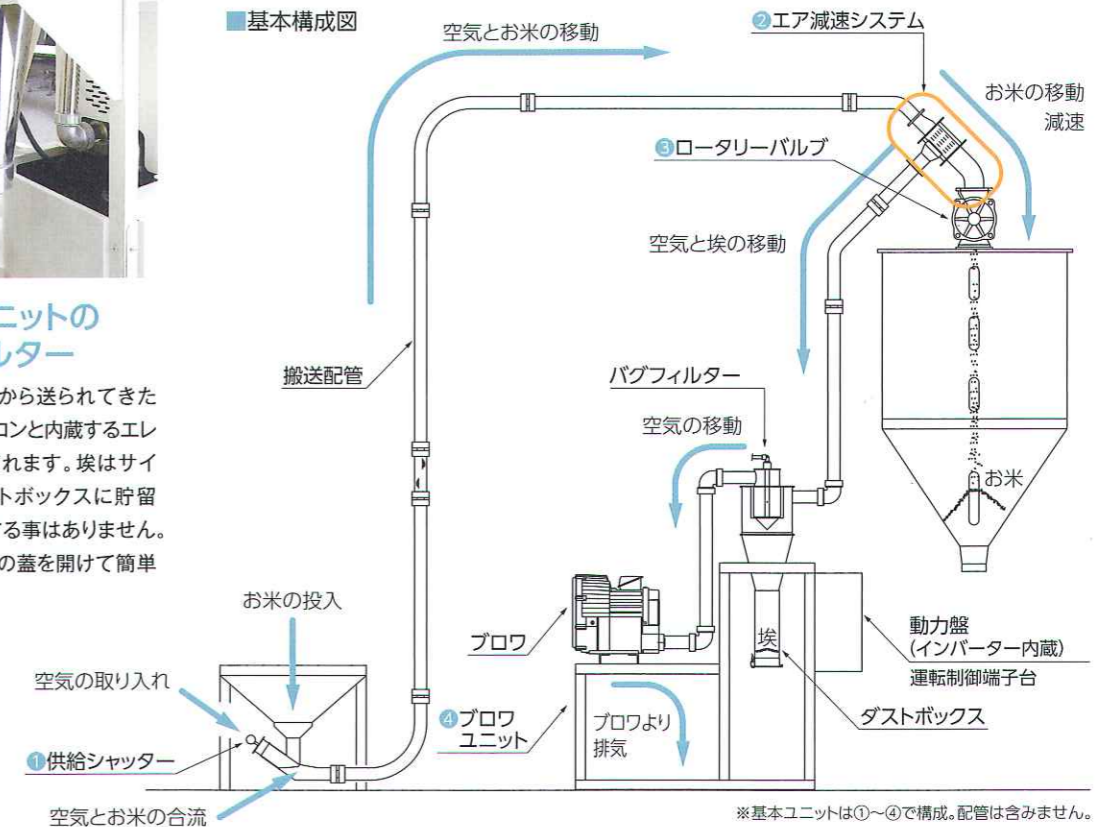 ■基本構成図
空気とお米の移動
②エア減速システム
お米の移動
減速
③ロータリーバルブ
空気と埃の移動
ニットの
ルター
から送られてきた
コンと内蔵するエレ
れます。埃はサイ
トボックスに貯留
する事はありません。
の蓋を開けて簡単
搬送配管
バグフィルター
空気の移動
お米
お米の投入
空気の取り入れ
①供給シャッター
空気とお米の合流
ブロワ
④ブロワ
ユニット
ブロワより
排気
埃
動力盤
(インバーター内蔵)
運転制御端子台
ダストボックス
※基本ユニットは①〜④で構成。配管は含みません。